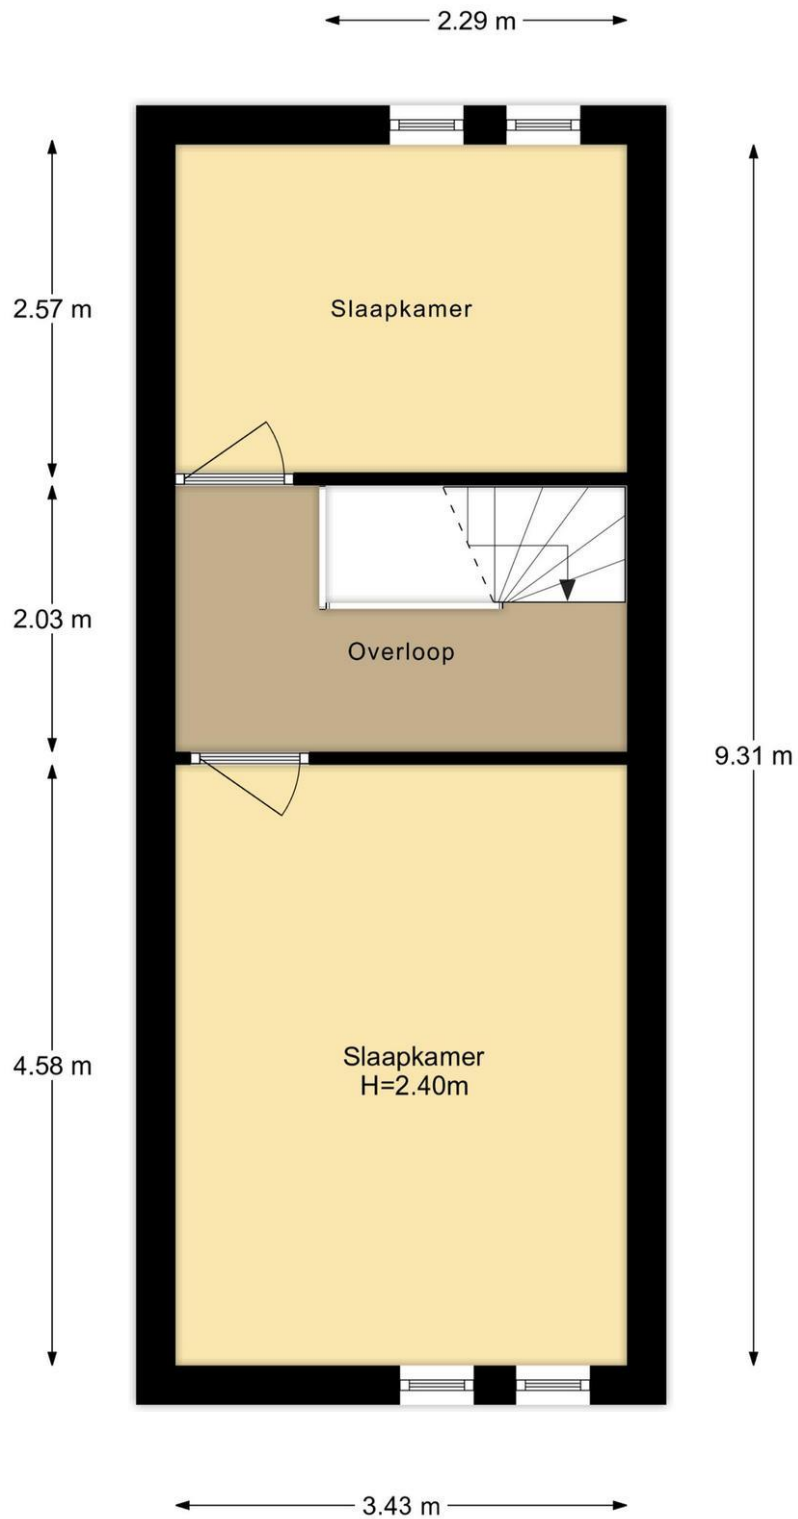 2.29 m
2.57 m
Slaapkamer
2.03 m
Overloop
9.31 m
4.58 m
Slaapkamer
H=2.40m
3.43 m